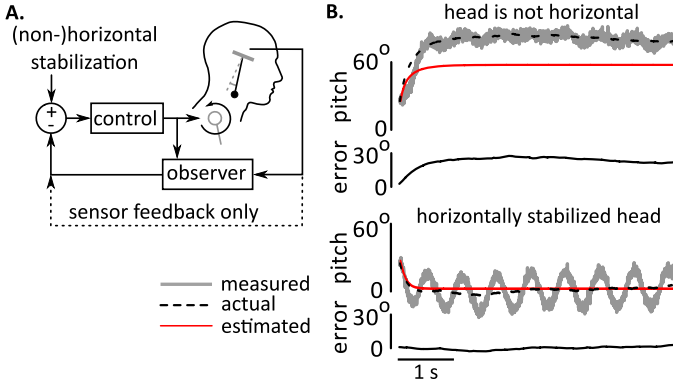 A.
(non-)horizontal
stabilization
+
-
control
observer
sensor feedback only
measured
actual
estimated
B.
head is not horizontal
pitch
60°
0
error
30°
0
horizontally stabilized head
pitch
60°
0
error
30°
0
1 s